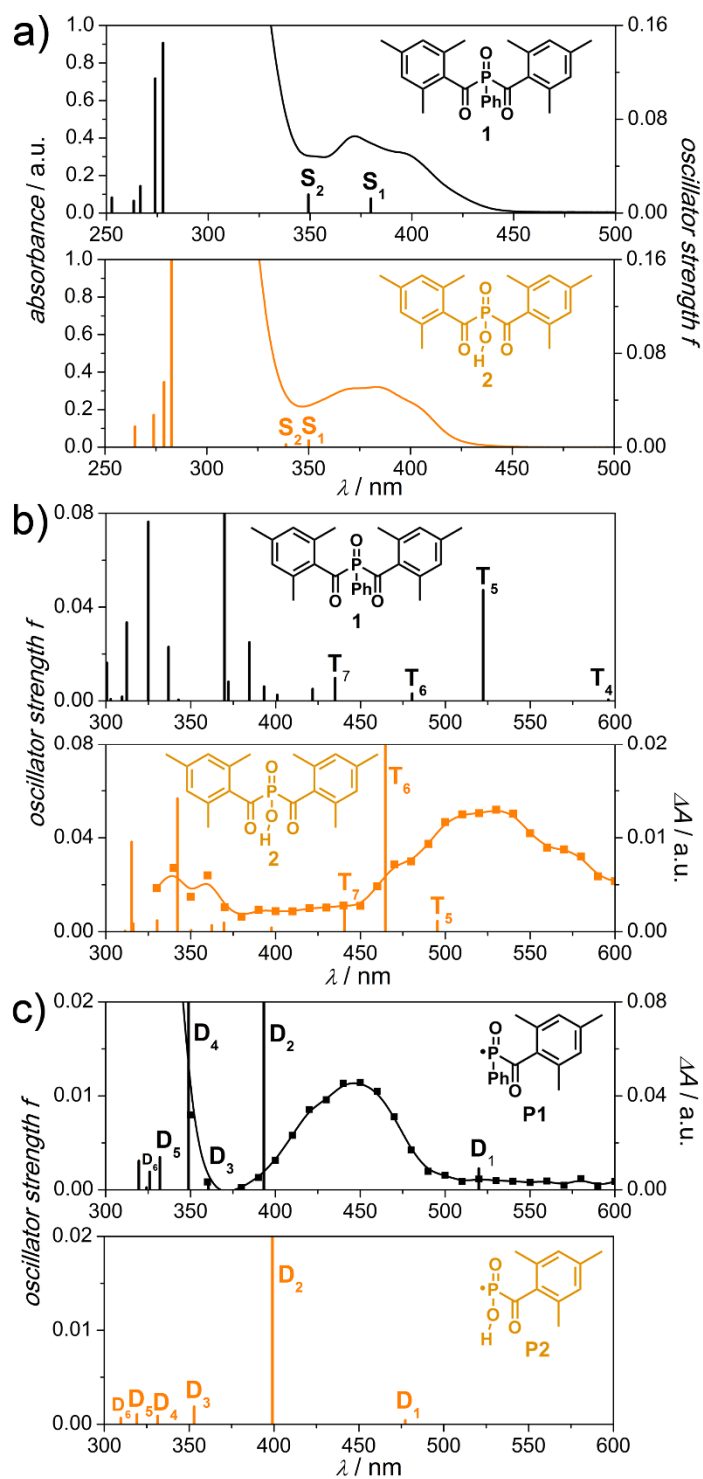 a)
1.0
0.8
0.6
0.4
0.2
0.0
0.16
0.08
0.00
S2
S1
O
P
Ph
O
O
1
250 300 350 400 450 500
absorbance / a.u.
oscillator strength f
1.0
0.8
0.6
0.4
0.2
0.0
0.16
0.08
0.00
S2 S1
O
P
O
O
O
H
2
250 300 350 400 450 500
λ / nm
b)
0.08
0.04
0.00
O
P
Ph
O
O
1
T7
T6
T5
T4
300 350 400 450 500 550 600
oscillator strength f
0.08
0.04
0.00
0.02
0.01
0.00
O
P
O
O
O
H
2
T6
T7
T5
ΔA / a.u.
300 350 400 450 500 550 600
λ / nm
c)
0.02
0.01
0.00
0.08
0.04
0.00
D4
D2
D5
D6
D3
D1
O
•P
Ph
O
P1
ΔA / a.u.
300 350 400 450 500 550 600
oscillator strength f
0.02
0.01
0.00
D2
D6
D5
D4
D3
D1
O
•P
O
O
H
P2
300 350 400 450 500 550 600
λ / nm